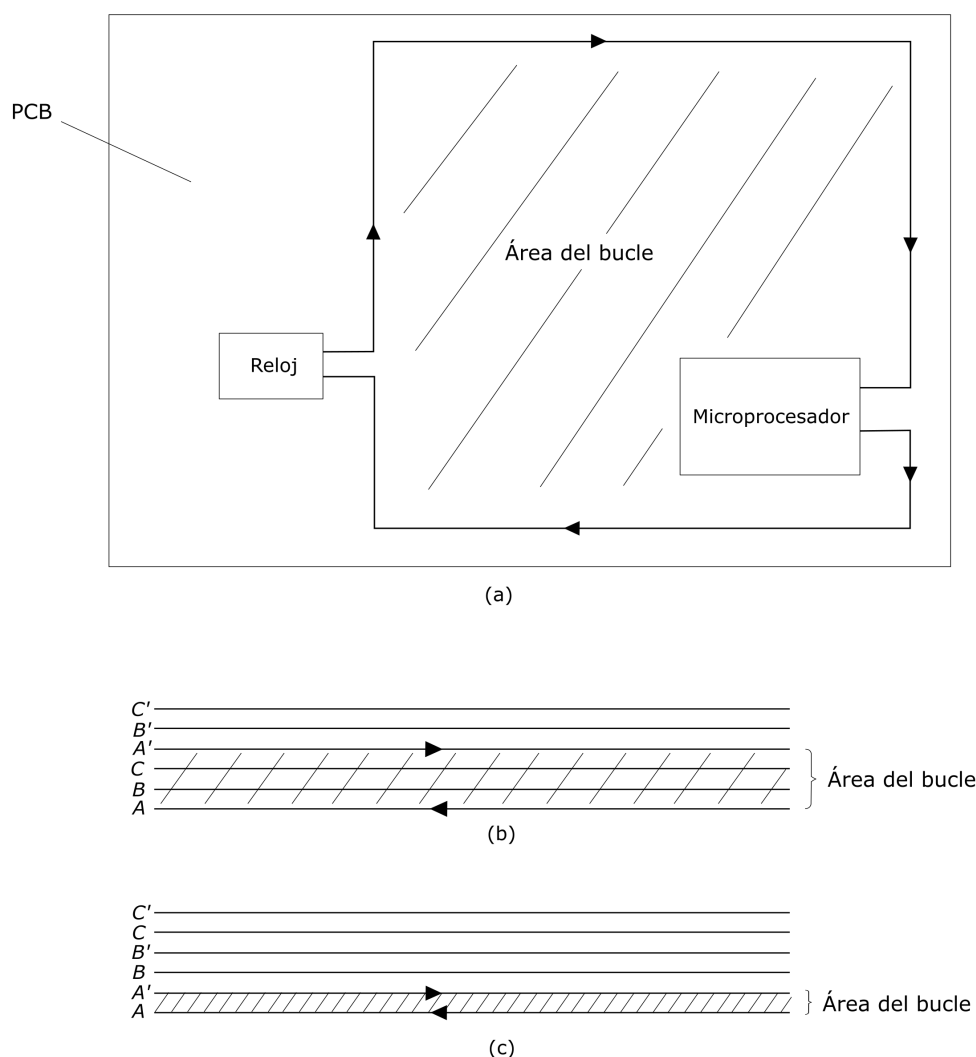 PCB
Área del bucle
Reloj
Microprocesador
(a)
C'
B'
A'
C
B
A
Área del bucle
(b)
C'
C
B'
B
A'
A
Área del bucle
(c)